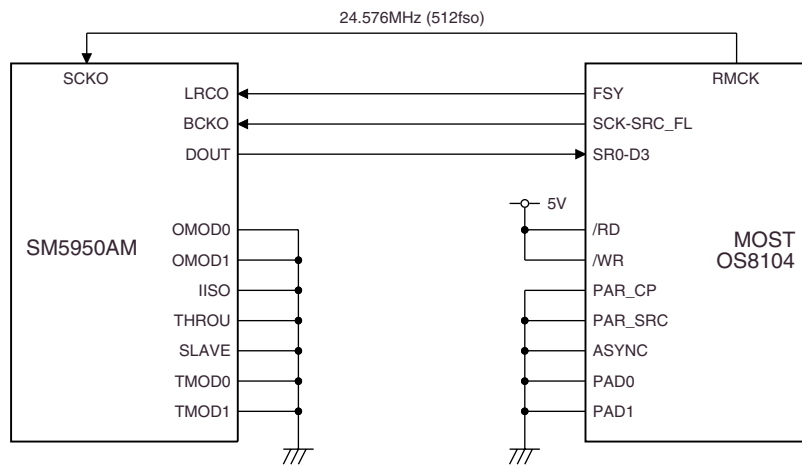 24.576MHz (512fso)
SCKO
RMCK
LRCO
FSY
BCKO
SCK-SRC_FL
DOUT
SR0-D3
5V
OMOD0
/RD
SM5950AM
MOST
OS8104
OMOD1
/WR
IISO
PAR_CP
THROU
PAR_SRC
SLAVE
ASYNC
TMOD0
PAD0
TMOD1
PAD1